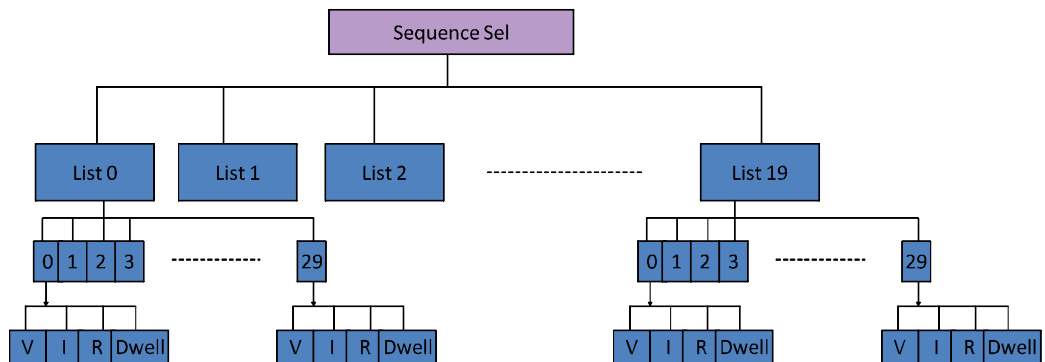 Sequence Sel
List 0 List 1 List 2 List 19
0 1 2 3 29 0 1 2 3 29
V I R Dwell V I R Dwell V I R Dwell V I R Dwell